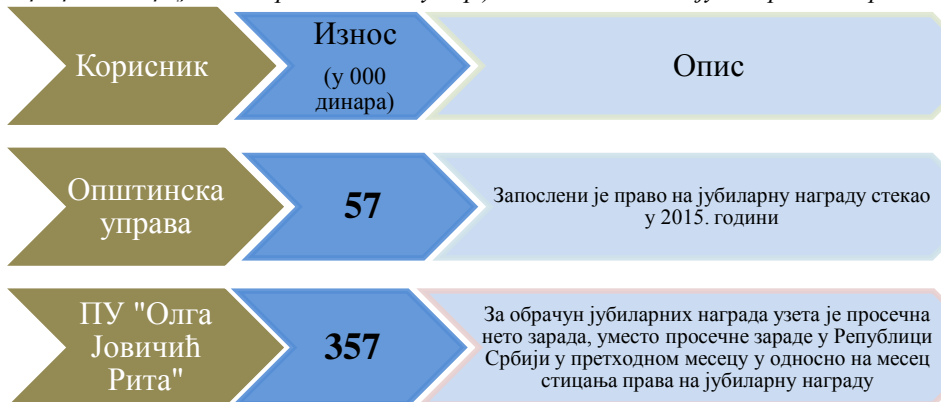 Корисник
Износ
(у 000
динара)
Опис
Општинска
управа
57
Запослени је право на јубиларну награду стекао
у 2015. години
ПУ "Олга
Јовичић
Рита"
357
За обрачун јубиларних награда узета је просечна
нето зарада, уместо просечне зараде у Републици
Србији у претходном месецу у односно на месец
стицања права на јубиларну награду